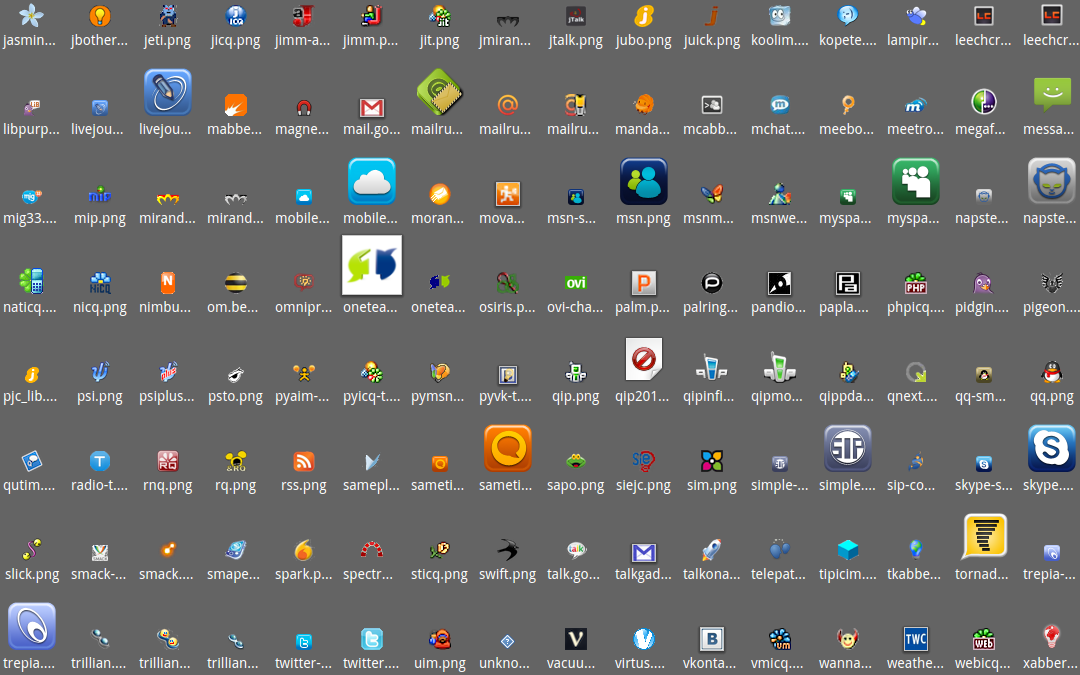 jasmin... jbother... jeti.png jicq.png jimm-a... jimm.p... jit.png jmiran... jtalk.png jubo.png juick.png koolim.... kopete.... lampir... leechcr... leechcr...
libpurp... livejou... livejou... mabbe... magne... mail.go... mailru... mailru... mailru... manda... mcabb... mchat.... meebo... meetro... megaf... messa...
mig33.... mip.png mirand... mirand... mobile... mobile... moran... mova... msn-s... msn.png msnm... msnwe... myspa... myspa... napste... napste...
naticq.... nicq.png nimbu... om.be... omnipr... onetea... onetea... osiris.p... ovi-cha... palm.p... palring... pandio... papla.... phpicq.... pidgin.... pigeon....
pjc_lib.... psi.png psiplus... psto.png pyaim-... pyicq-t... pymsn... pyvk-t... qip.png qip201... qipinfi... qipmo... qippda... qnext.... qq-sm... qq.png
qutim.... radio-t... rnq.png rq.png rss.png samepl... sameti... sameti... sapo.png siejc.png sim.png simple-... simple.... sip-co... skype-s... skype....
slick.png smack-... smack.... smape... spark.p... spectr... sticq.png swift.png talk.go... talkgad... talkona... telepat... tipicim.... tkabbe... tornad... trepia-...
trepia.... trillian.... trillian.... trillian.... twitter-... twitter.... uim.png unkno... vacuu... virtus.... vkonta... vmicq.... wanna... weathe... webicq... xabber...